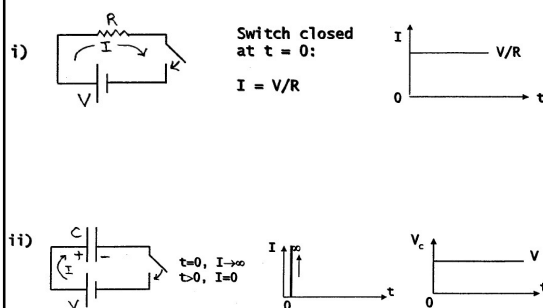 i)
R
I
V
Switch closed
at t = 0:
I = V/R
I
V/R
0
t
ii)
C
+ -
I
V
t=0, I→∞
t>0, I=0
I
∞
0
t
Vc
V
0
t